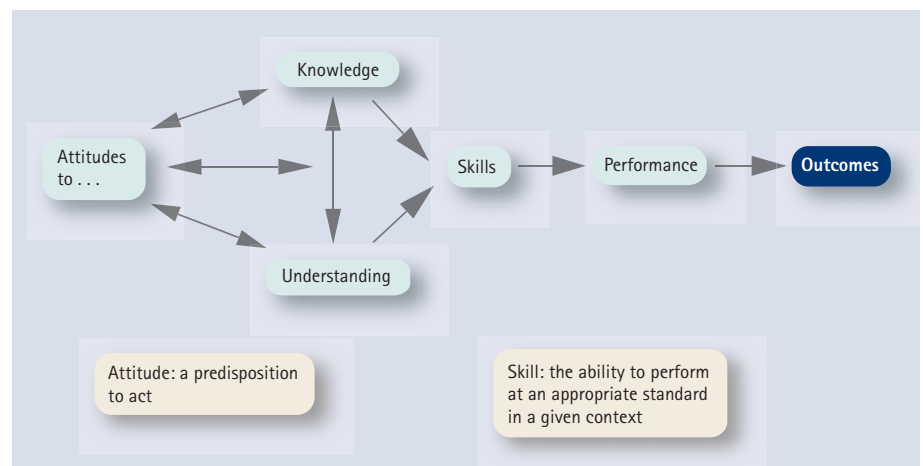 Knowledge
Attitudes
to . . .
Skills
Performance
Outcomes
Understanding
Attitude: a predisposition
to act
Skill: the ability to perform
at an appropriate standard
in a given context